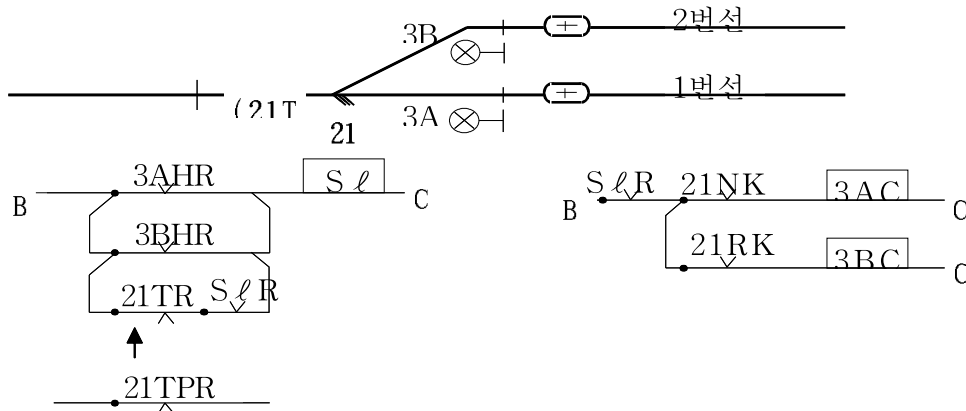 3B
2번선
(21T
21
3A
1번선
3AHR
Sℓ
B
C
3BHR
21TR
SℓR
21TPR
SℓR
21NK
3AC
B
C
21RK
3BC
C